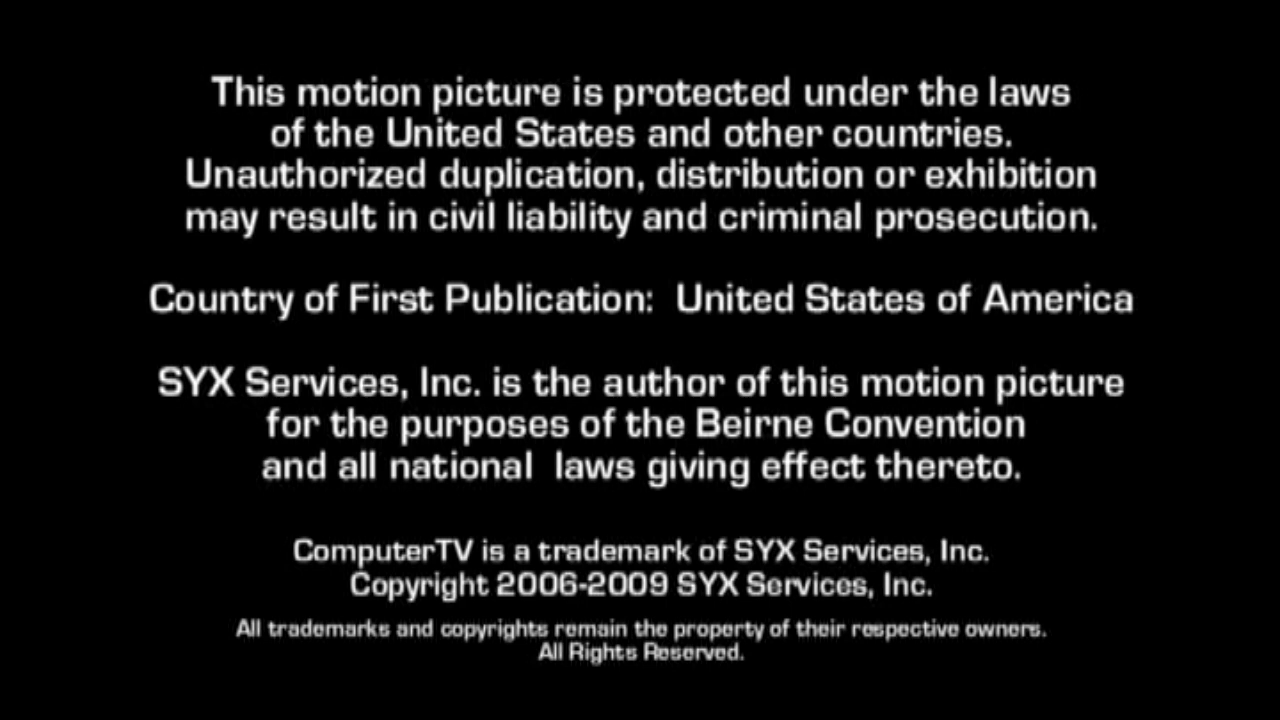 This motion picture is protected under the laws
of the United States and other countries.
Unauthorized duplication, distribution or exhibition
may result in civil liability and criminal prosecution.
Country of First Publication:  United States of America
SYX Services, Inc. is the author of this motion picture
for the purposes of the Beirne Convention
and all national  laws giving effect thereto.
ComputerTV is a trademark of SYX Services, Inc.
Copyright 2006-2009 SYX Services, Inc.
All trademarks and copyrights remain the property of their respective owners.
All Rights Reserved.